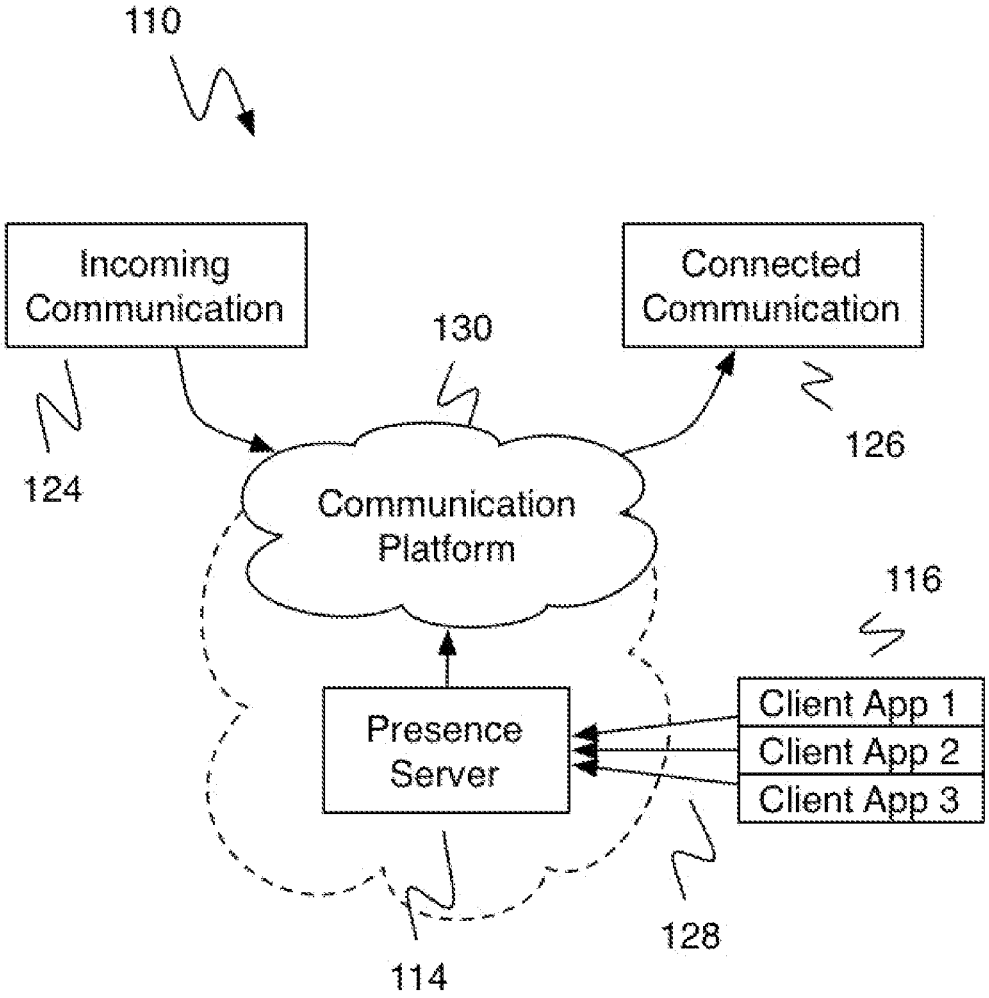 110
Incoming
Communication
Connected
Communication
130
124
126
Communication
Platform
116
Client App 1
Presence
Server
Client App 2
Client App 3
128
114